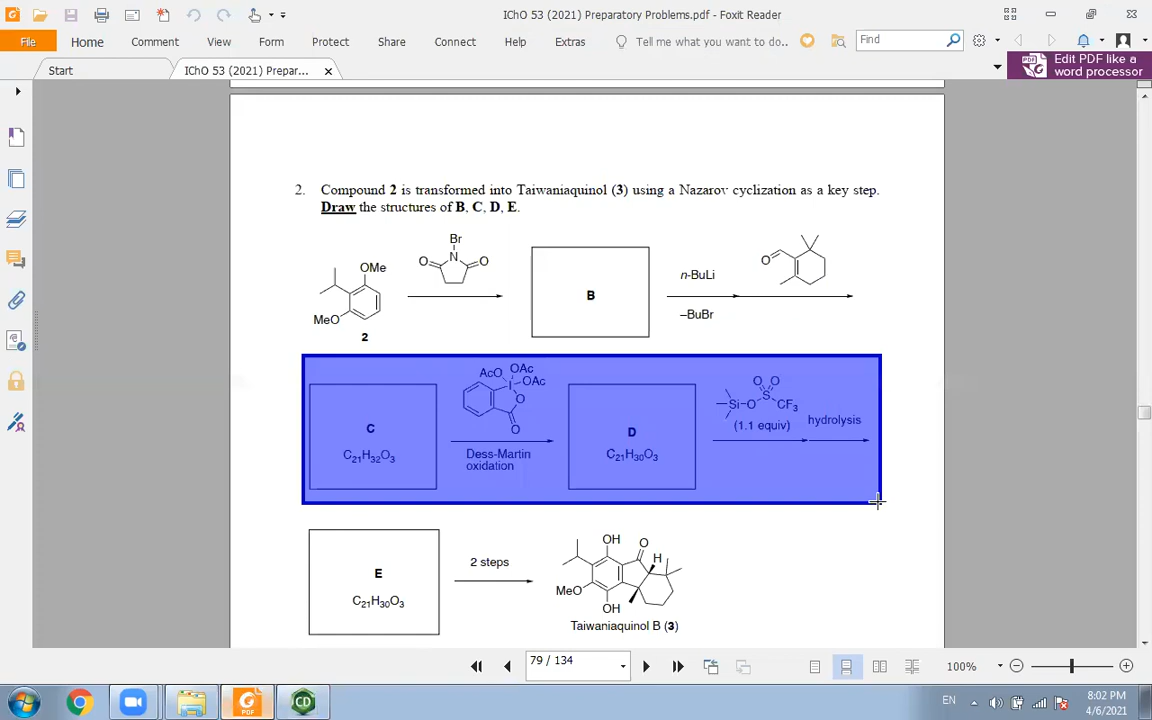 IChO 53 (2021) Preparatory Problems.pdf - Foxit Reader
File Home Comment View Form Protect Share Connect Help Extras Tell me what you want to do.. Find
Start IChO 53 (2021) Prepar... Edit PDF like a
word processor
2. Compound 2 is transformed into Taiwaniaquinol (3) using a Nazarov cyclization as a key step.
Draw the structures of B, C, D, E.
OMe
MeO
2
Br
N
O O
B
n-BuLi
–BuBr
O
C
C21H32O3
AcO OAc
I OAc
O
O
Dess-Martin
oxidation
D
C21H30O3
O O
Si O S CF3
(1.1 equiv)
hydrolysis
E
C21H30O3
2 steps
OH O
H
MeO
OH
Taiwaniaquinol B (3)
79 / 134
100%
EN
8:02 PM
4/6/2021